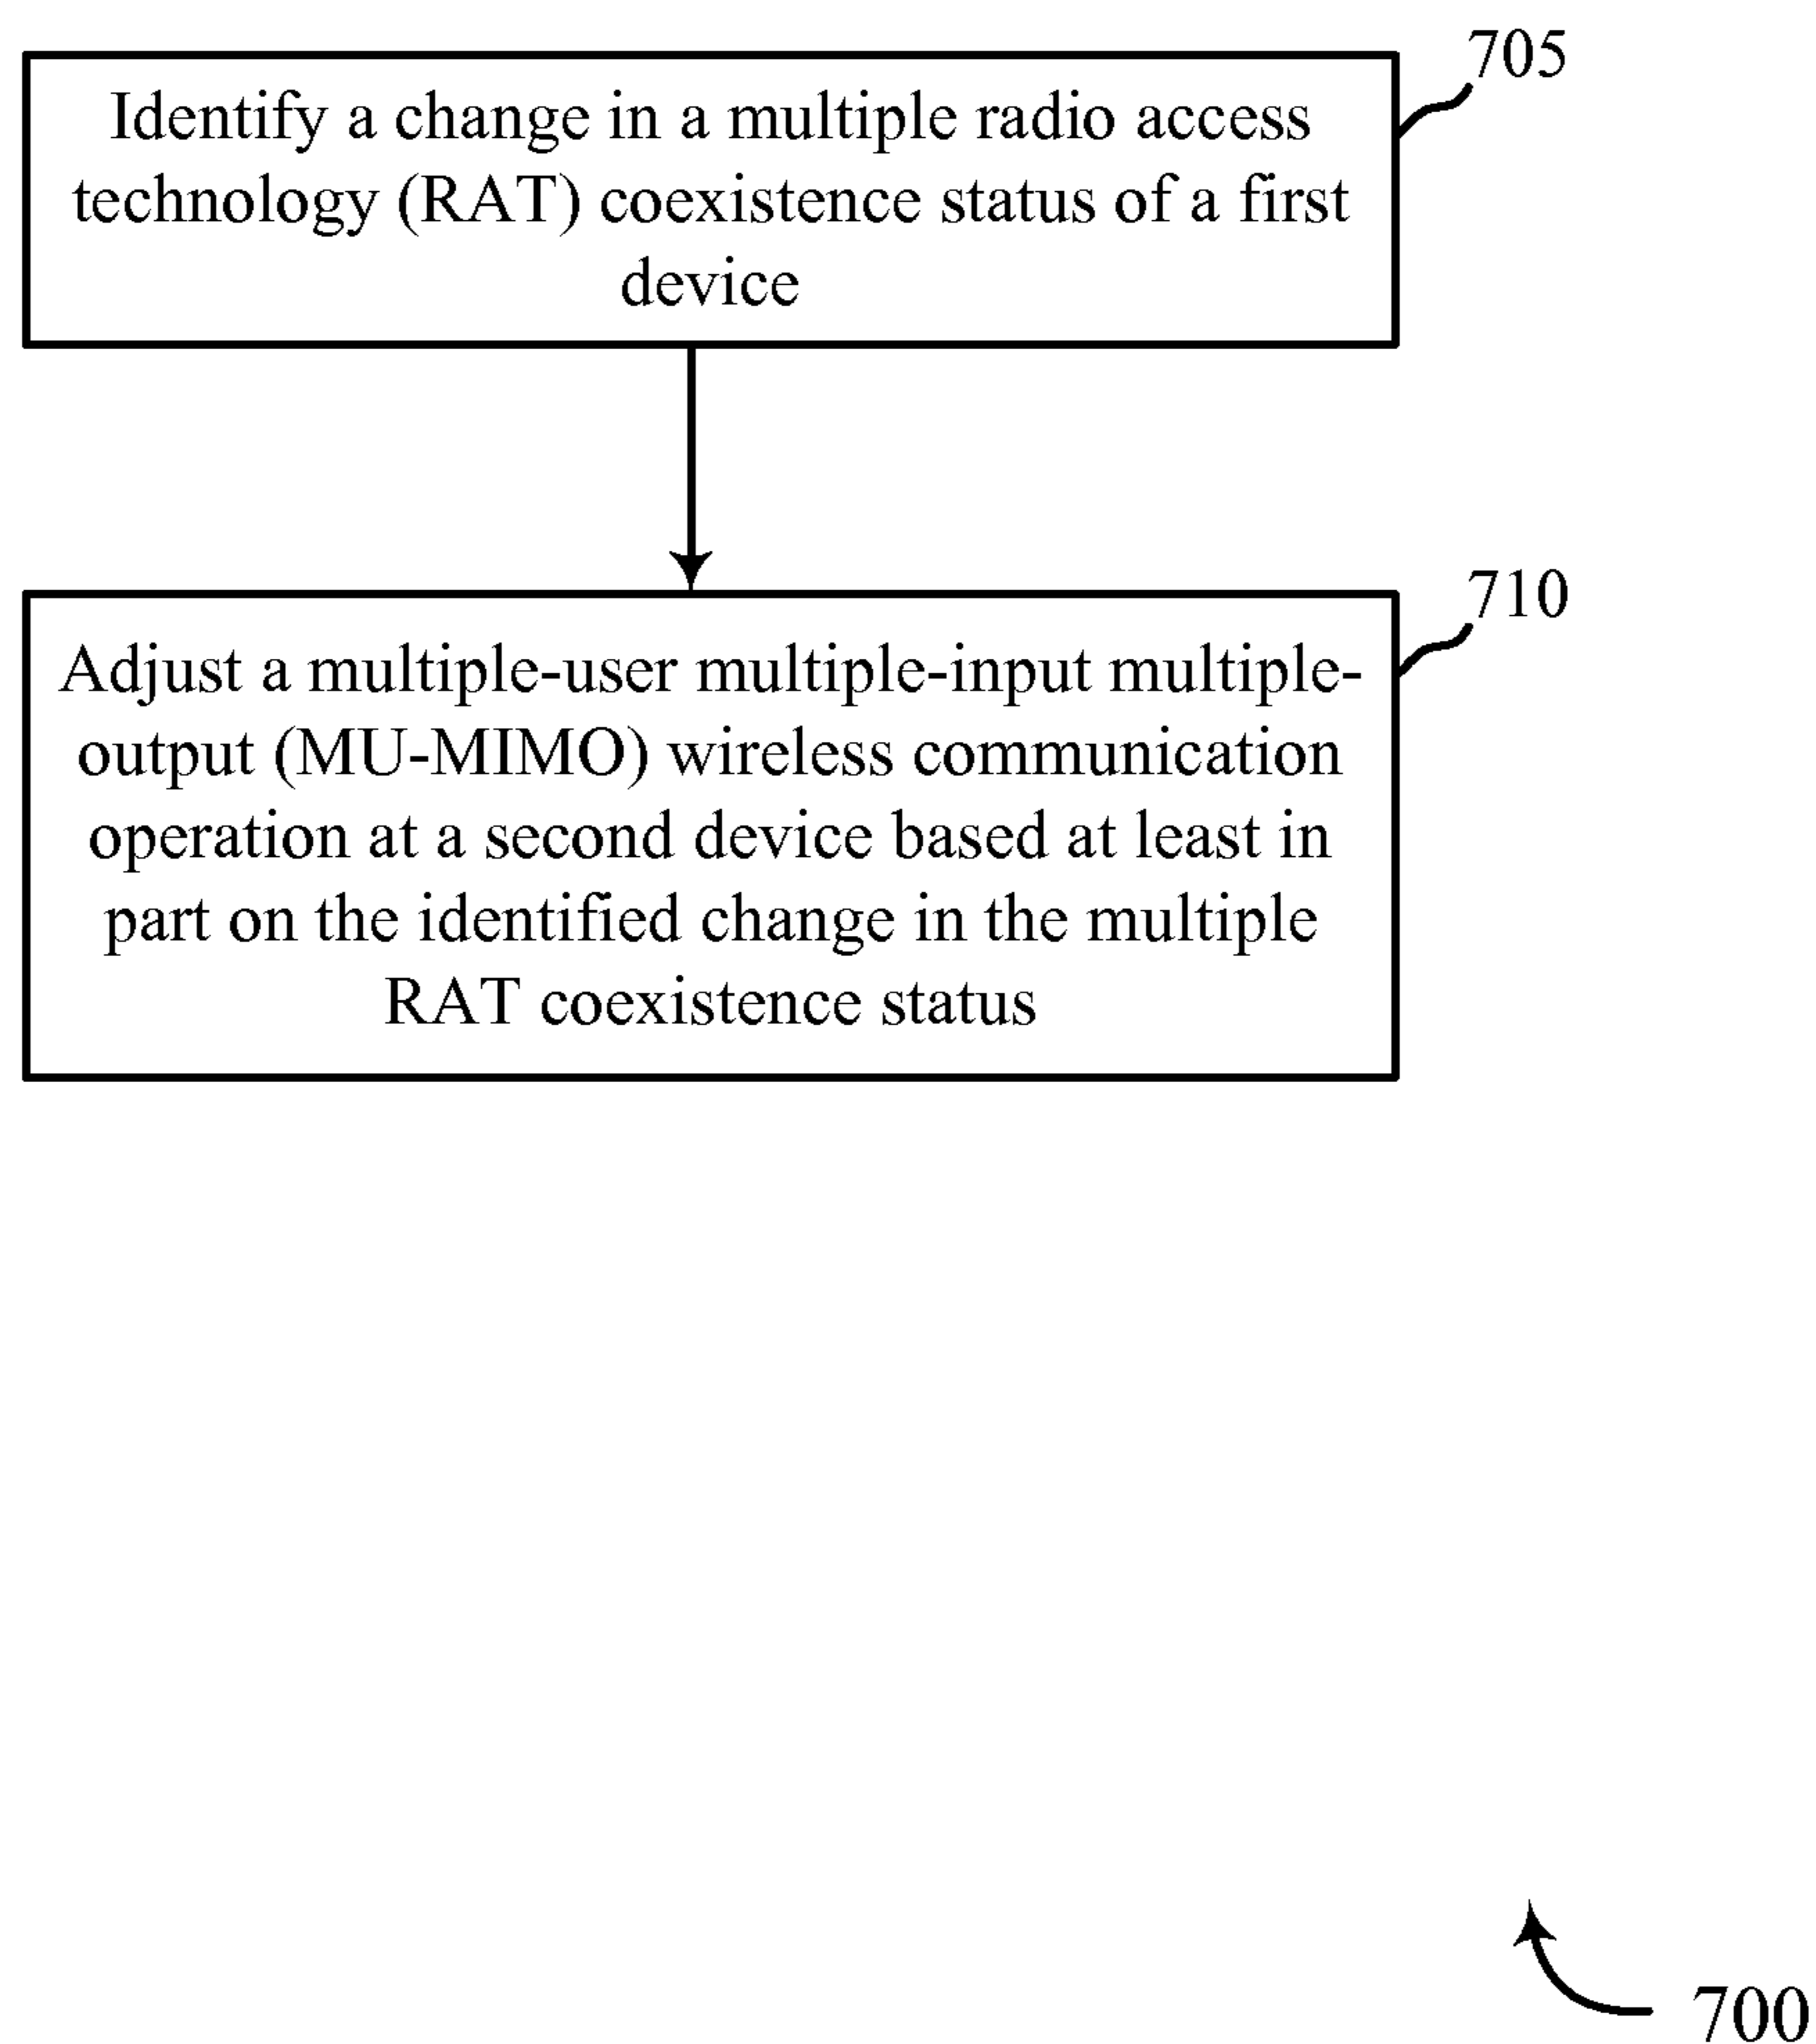 705
Identify a change in a multiple radio access
technology (RAT) coexistence status of a first
device
710
Adjust a multiple-user multiple-input multiple-
output (MU-MIMO) wireless communication
operation at a second device based at least in
part on the identified change in the multiple
RAT coexistence status
700